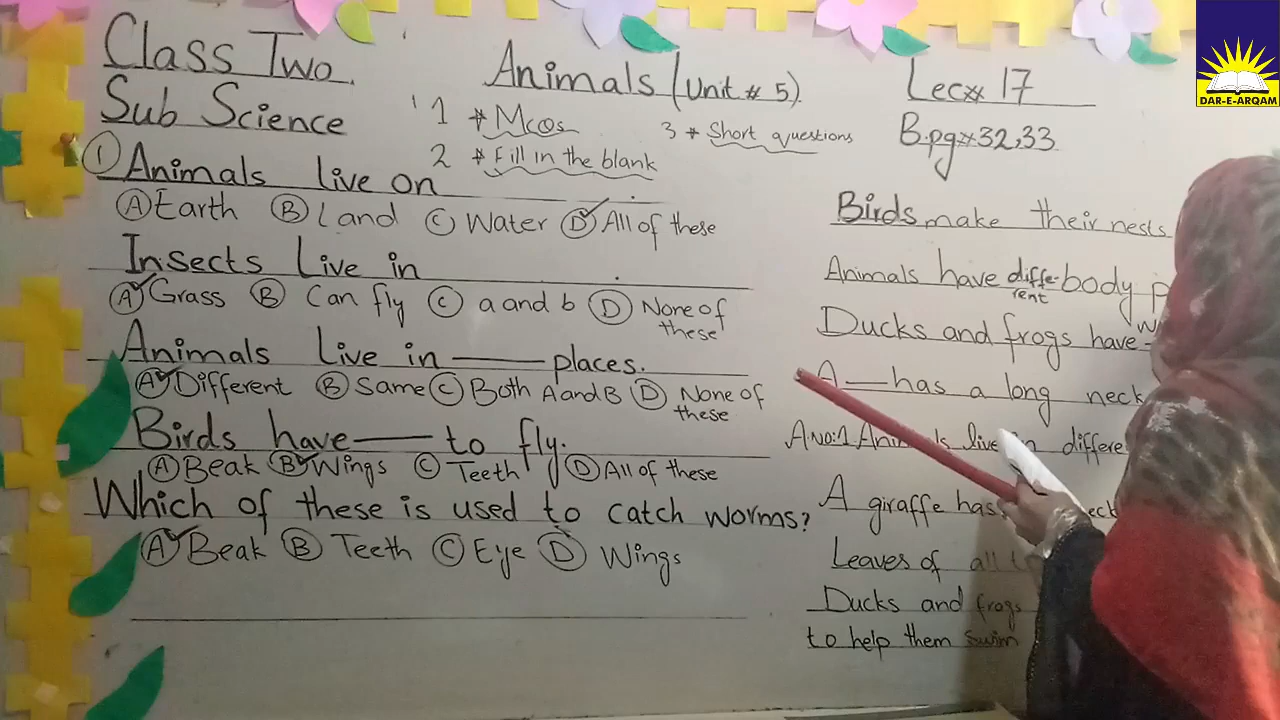 Class Two.
Sub Science
Animals (Unit # 5).
1 * Mcqs
2 * Fill in the blank
3 * Short questions
Lec# 17
B.pg#32,33
DAR-E-ARQAM
① Animals live on
Ⓐ Earth Ⓑ Land Ⓒ Water Ⓓ All of these
Insects Live in
Ⓐ Grass Ⓑ Can fly Ⓒ a and b Ⓓ None of these
Animals Live in — places.
Ⓐ Different Ⓑ Same Ⓒ Both A and B Ⓓ None of these
Birds have — to fly.
Ⓐ Beak Ⓑ Wings Ⓒ Teeth Ⓓ All of these
Which of these is used to catch worms?
Ⓐ Beak Ⓑ Teeth Ⓒ Eye Ⓓ Wings
Birds make their nests
Animals have different body
Ducks and frogs have
A — has a long neck
A No:1 Animals live in
A giraffe has
Leaves of all
Ducks and frogs
to help them swim